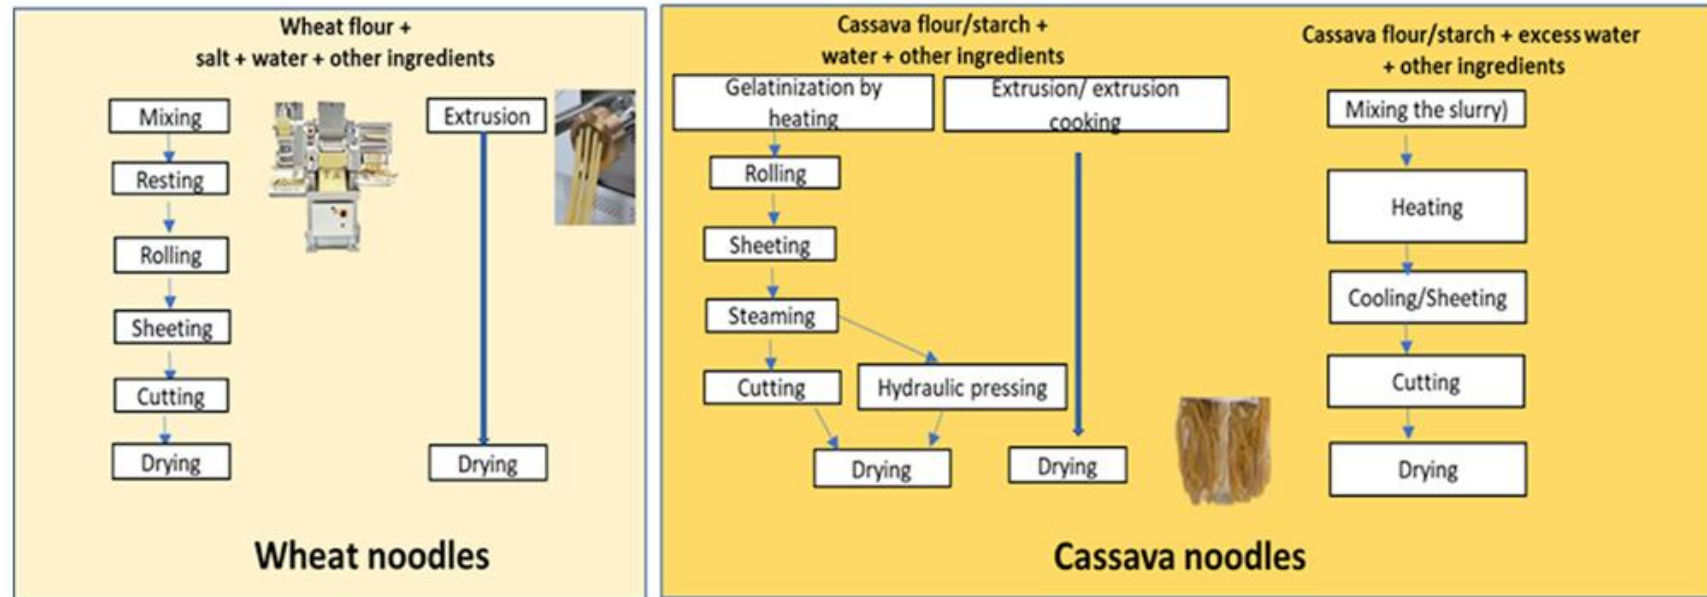 Wheat flour +
salt + water + other ingredients
Mixing
Resting
Rolling
Sheeting
Cutting
Drying
Extrusion
Drying
Wheat noodles
Cassava flour/starch +
water + other ingredients
Gelatinization by
heating
Rolling
Sheeting
Steaming
Cutting
Hydraulic pressing
Drying
Extrusion/ extrusion
cooking
Drying
Cassava flour/starch + excess water
+ other ingredients
Mixing the slurry)
Heating
Cooling/Sheeting
Cutting
Drying
Cassava noodles